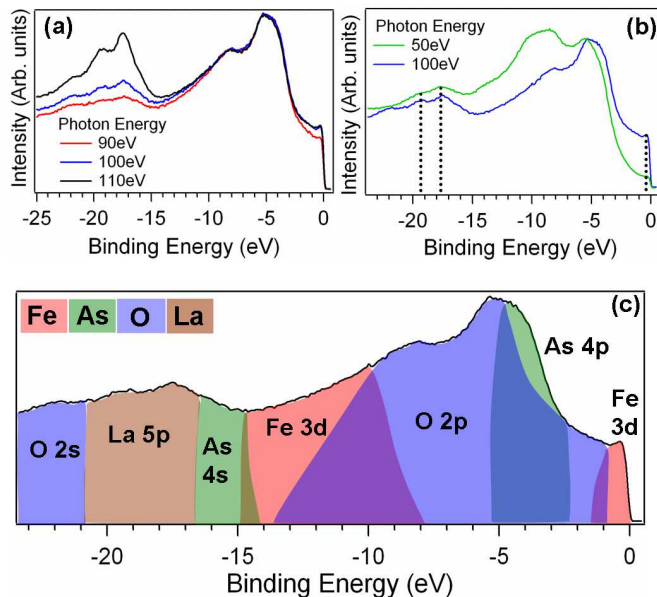 (a)
Intensity (Arb. units)
Photon Energy
90eV
100eV
110eV
-25 -20 -15 -10 -5 0
Binding Energy (eV)
(b)
Intensity (Arb. units)
Photon Energy
50eV
100eV
-20 -15 -10 -5 0
Binding Energy (eV)
(c)
Fe As O La
As 4p
Fe
3d
O 2s
La 5p
As
4s
Fe 3d
O 2p
-20 -15 -10 -5 0
Binding Energy (eV)